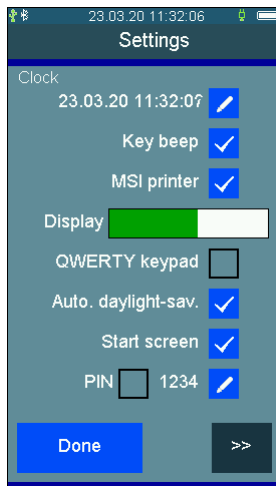 23.03.20 11:32:06
Settings
Clock
23.03.20 11:32:07
Key beep
MSI printer
Display
QWERTY keypad
Auto. daylight-sav.
Start screen
PIN 1234
Done >>